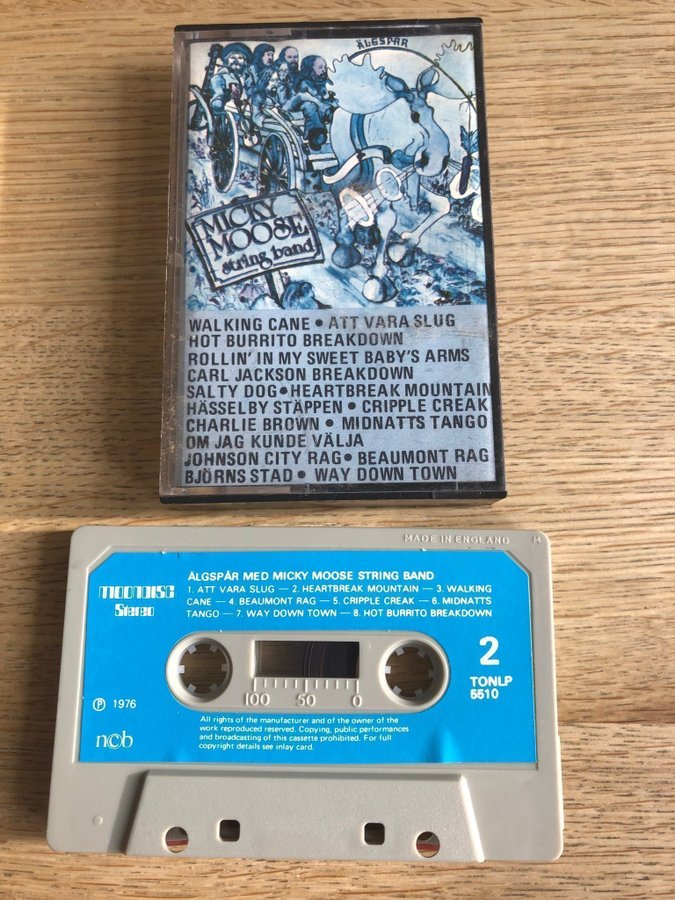 ÄLGSPÅR
MICKY
MOOSE
string band
WALKING CANE • ATT VARA SLUG
HOT BURRITO BREAKDOWN
ROLLIN' IN MY SWEET BABY'S ARMS
CARL JACKSON BREAKDOWN
SALTY DOG • HEARTBREAK MOUNTAIN
HÄSSELBY STÄPPEN • CRIPPLE CREAK
CHARLIE BROWN • MIDNATTS TANGO
OM JAG KUNDE VÄLJA
JOHNSON CITY RAG • BEAUMONT RAG
BJÖRNS STAD • WAY DOWN TOWN
MADE IN ENGLAND M
moondisc
Stereo
ÄLGSPÅR MED MICKY MOOSE STRING BAND
1. ATT VARA SLUG — 2. HEARTBREAK MOUNTAIN — 3. WALKING
CANE — 4. BEAUMONT RAG — 5. CRIPPLE CREAK — 6. MIDNATTS
TANGO — 7. WAY DOWN TOWN — 8. HOT BURRITO BREAKDOWN
2
TONLP
5510
100 50 0
Ⓟ 1976
ncb
All rights of the manufacturer and of the owner of the
work reproduced reserved. Copying, public performances
and broadcasting of this cassette prohibited. For full
copyright details see inlay card.